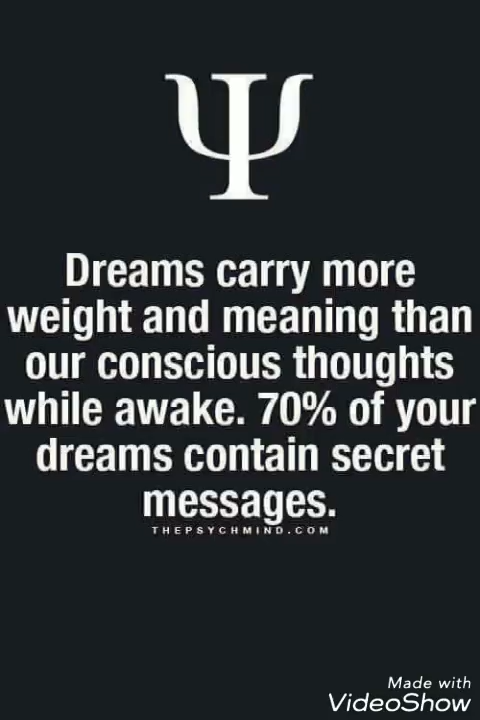 Ψ
Dreams carry more
weight and meaning than
our conscious thoughts
while awake. 70% of your
dreams contain secret
messages.
THEPSYCHMIND.COM
Made with
VideoShow